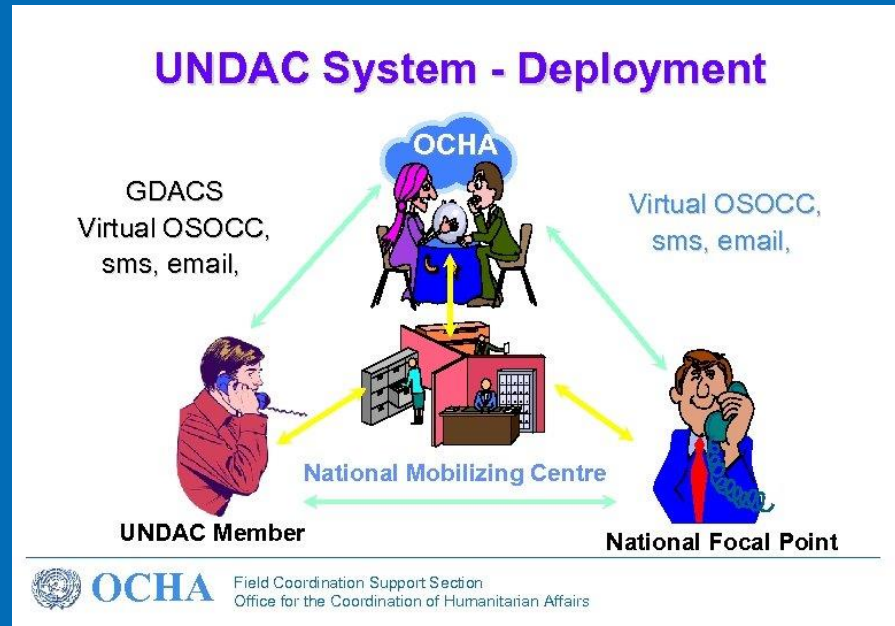 UNDAC System - Deployment
OCHA
GDACS
Virtual OSOCC,
sms, email,
Virtual OSOCC,
sms, email,
National Mobilizing Centre
UNDAC Member
National Focal Point
OCHA
Field Coordination Support Section
Office for the Coordination of Humanitarian Affairs